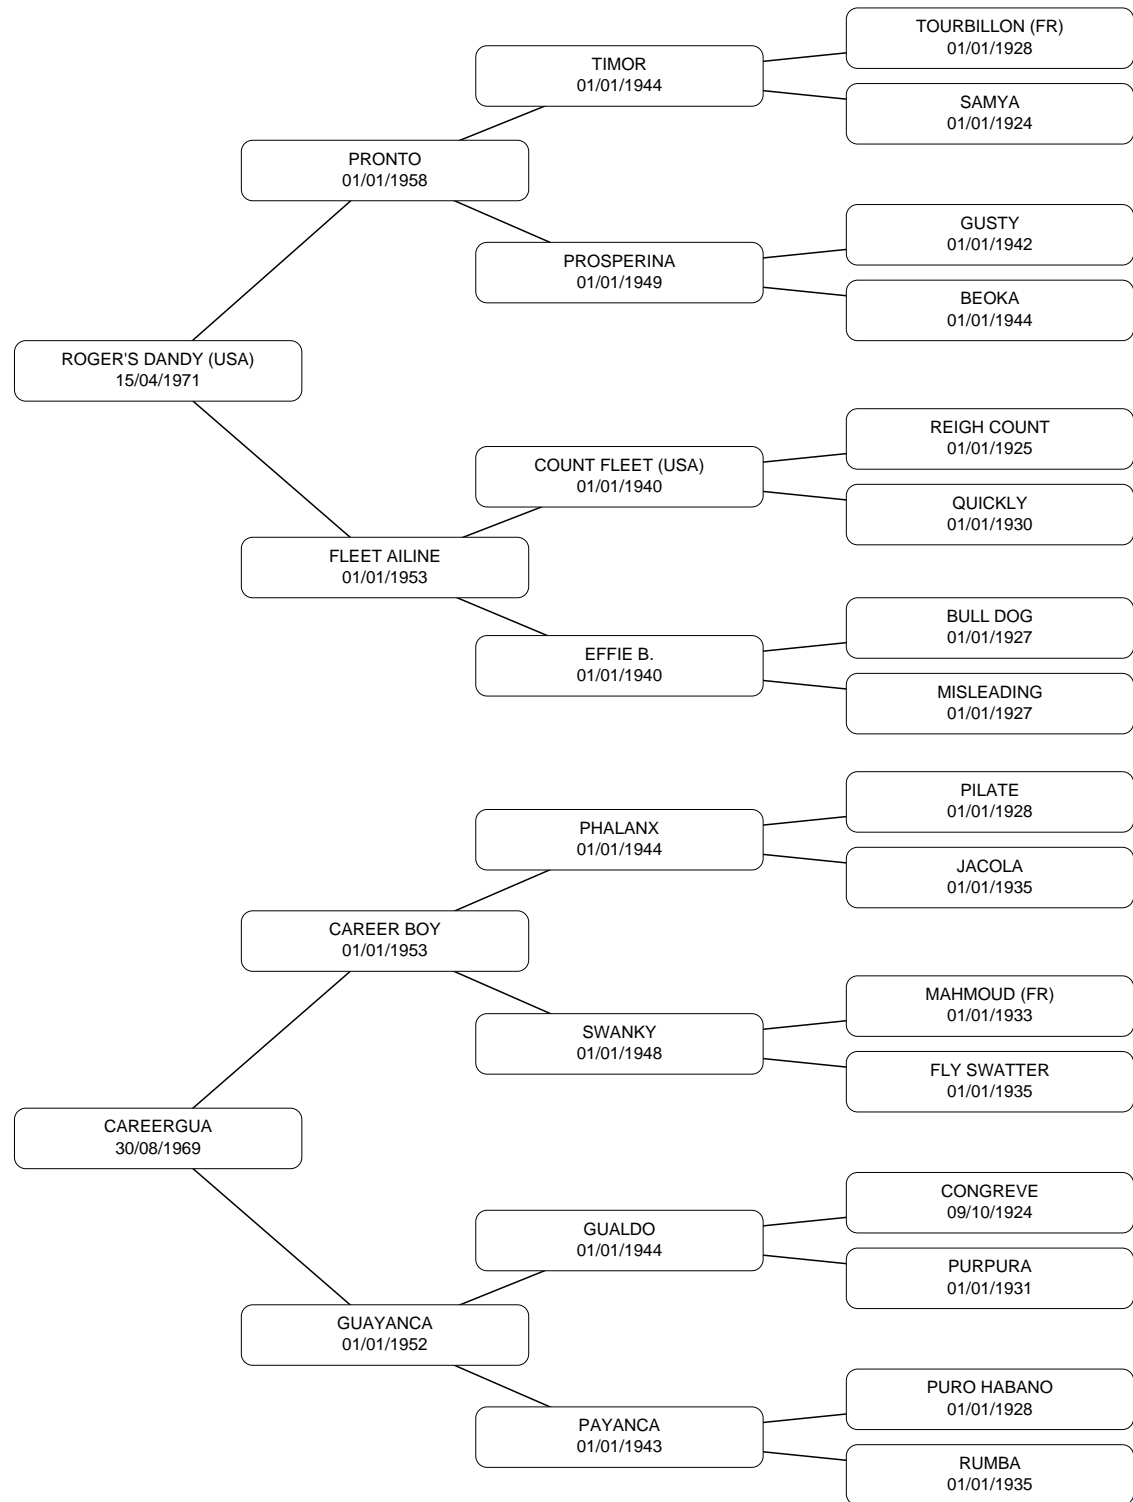 TOURBILLON (FR)
01/01/1928
TIMOR
01/01/1944
SAMYA
01/01/1924
PRONTO
01/01/1958
GUSTY
01/01/1942
PROSPERINA
01/01/1949
BEOKA
01/01/1944
ROGER'S DANDY (USA)
15/04/1971
REIGH COUNT
01/01/1925
COUNT FLEET (USA)
01/01/1940
QUICKLY
01/01/1930
FLEET AILINE
01/01/1953
BULL DOG
01/01/1927
EFFIE B.
01/01/1940
MISLEADING
01/01/1927
PILATE
01/01/1928
PHALANX
01/01/1944
JACOLA
01/01/1935
CAREER BOY
01/01/1953
MAHMOUD (FR)
01/01/1933
SWANKY
01/01/1948
FLY SWATTER
01/01/1935
CAREERGUA
30/08/1969
CONGREVE
09/10/1924
GUALDO
01/01/1944
PURPURA
01/01/1931
GUAYANCA
01/01/1952
PURO HABANO
01/01/1928
PAYANCA
01/01/1943
RUMBA
01/01/1935